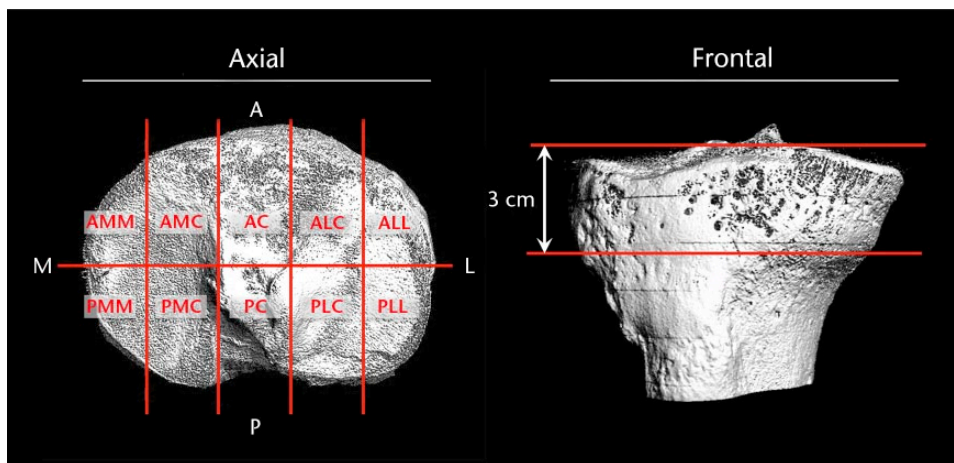 Axial
A
AMM AMC AC ALC ALL
M L
PMM PMC PC PLC PLL
P
Frontal
3 cm